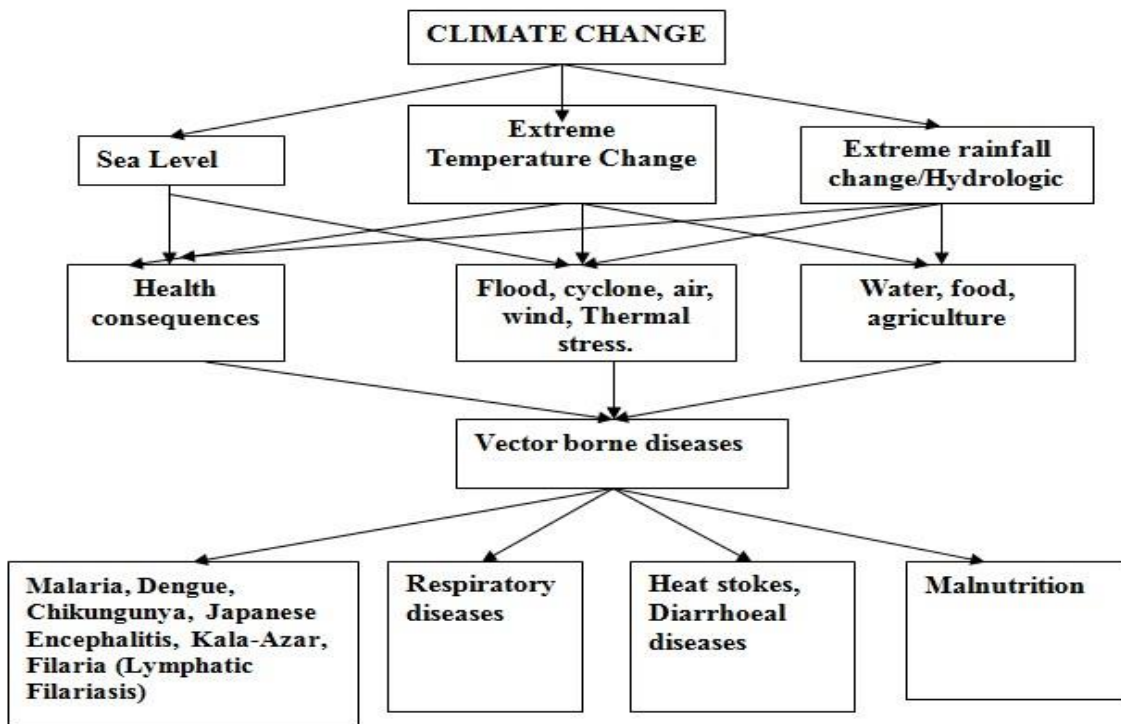 CLIMATE CHANGE
Sea Level
Extreme
Temperature Change
Extreme rainfall
change/Hydrologic
Health
consequences
Flood, cyclone, air,
wind, Thermal
stress.
Water, food,
agriculture
Vector borne diseases
Malaria, Dengue,
Chikungunya, Japanese
Encephalitis, Kala-Azar,
Filaria (Lymphatic
Filariasis)
Respiratory
diseases
Heat stokes,
Diarrhoeal
diseases
Malnutrition